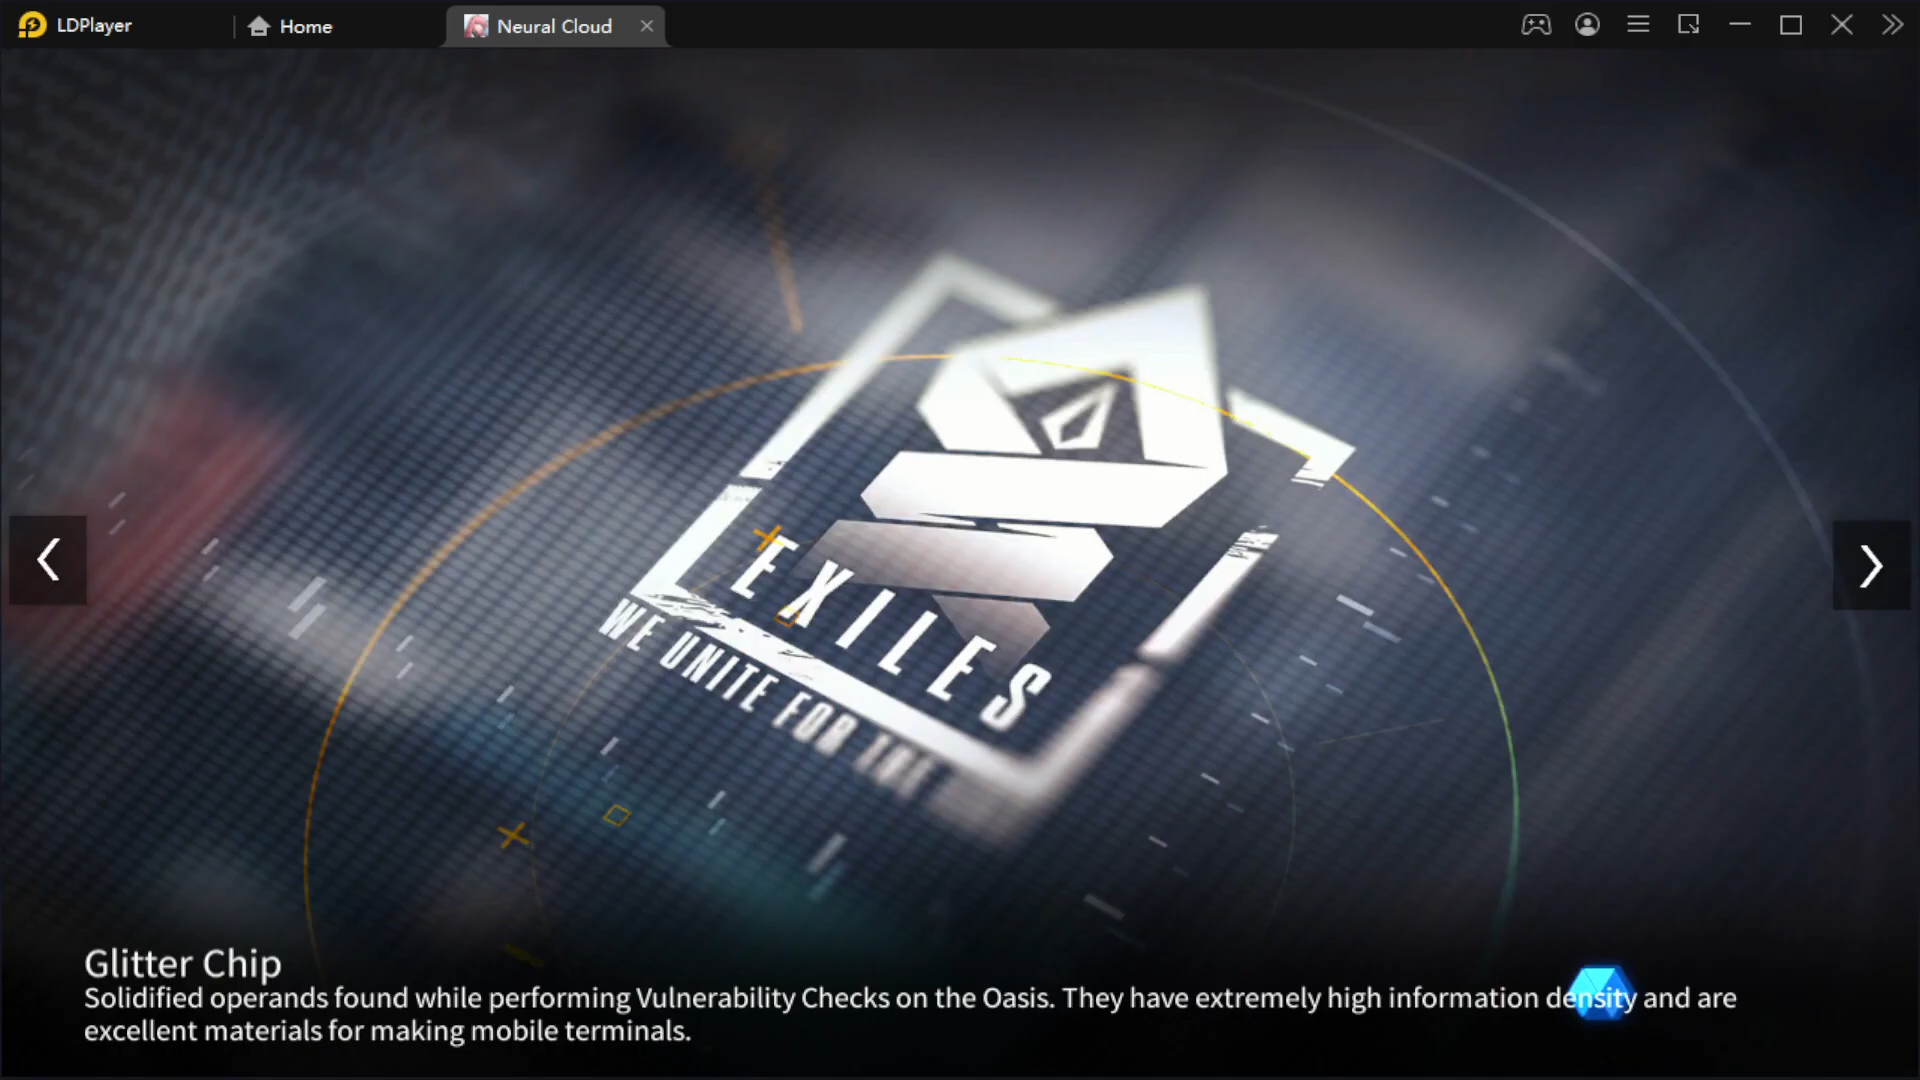 LDPlayer
Home
Neural Cloud
EXILES
WE UNITE FOR THE
Glitter Chip
Solidified operands found while performing Vulnerability Checks on the Oasis. They have extremely high information density and are
excellent materials for making mobile terminals.